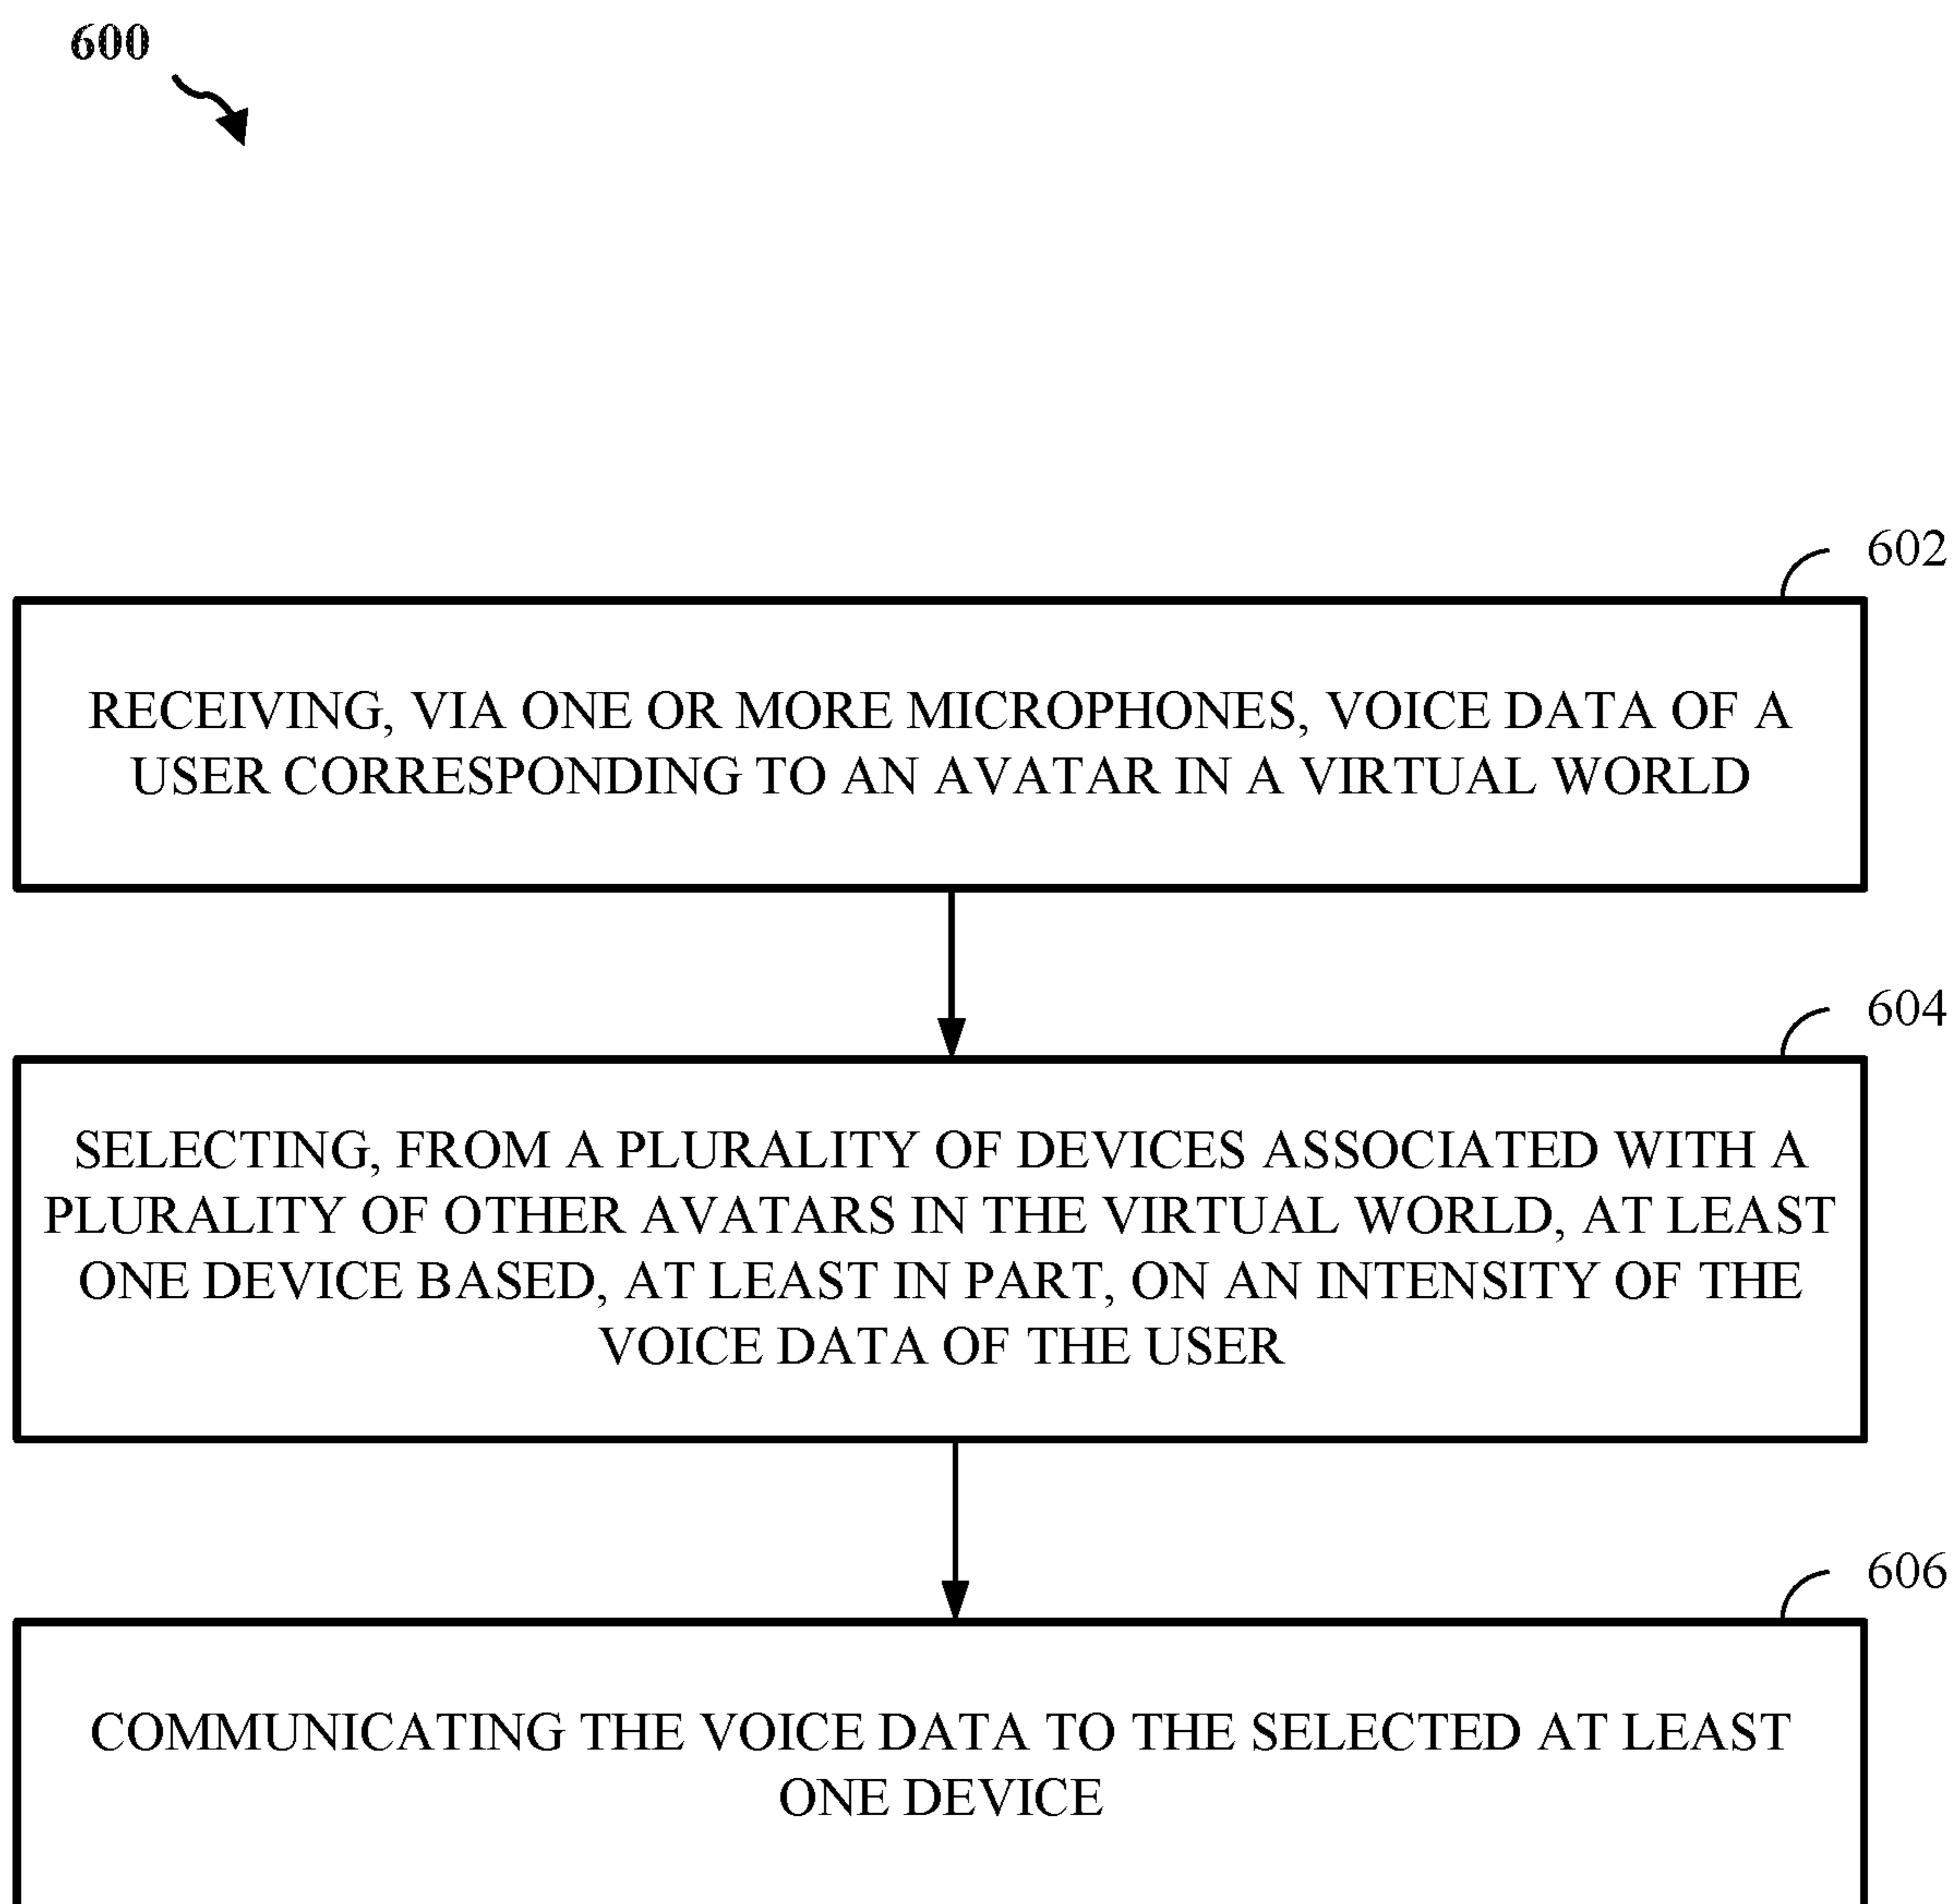 600
602
RECEIVING, VIA ONE OR MORE MICROPHONES, VOICE DATA OF A
USER CORRESPONDING TO AN AVATAR IN A VIRTUAL WORLD
604
SELECTING, FROM A PLURALITY OF DEVICES ASSOCIATED WITH A
PLURALITY OF OTHER AVATARS IN THE VIRTUAL WORLD, AT LEAST
ONE DEVICE BASED, AT LEAST IN PART, ON AN INTENSITY OF THE
VOICE DATA OF THE USER
606
COMMUNICATING THE VOICE DATA TO THE SELECTED AT LEAST
ONE DEVICE